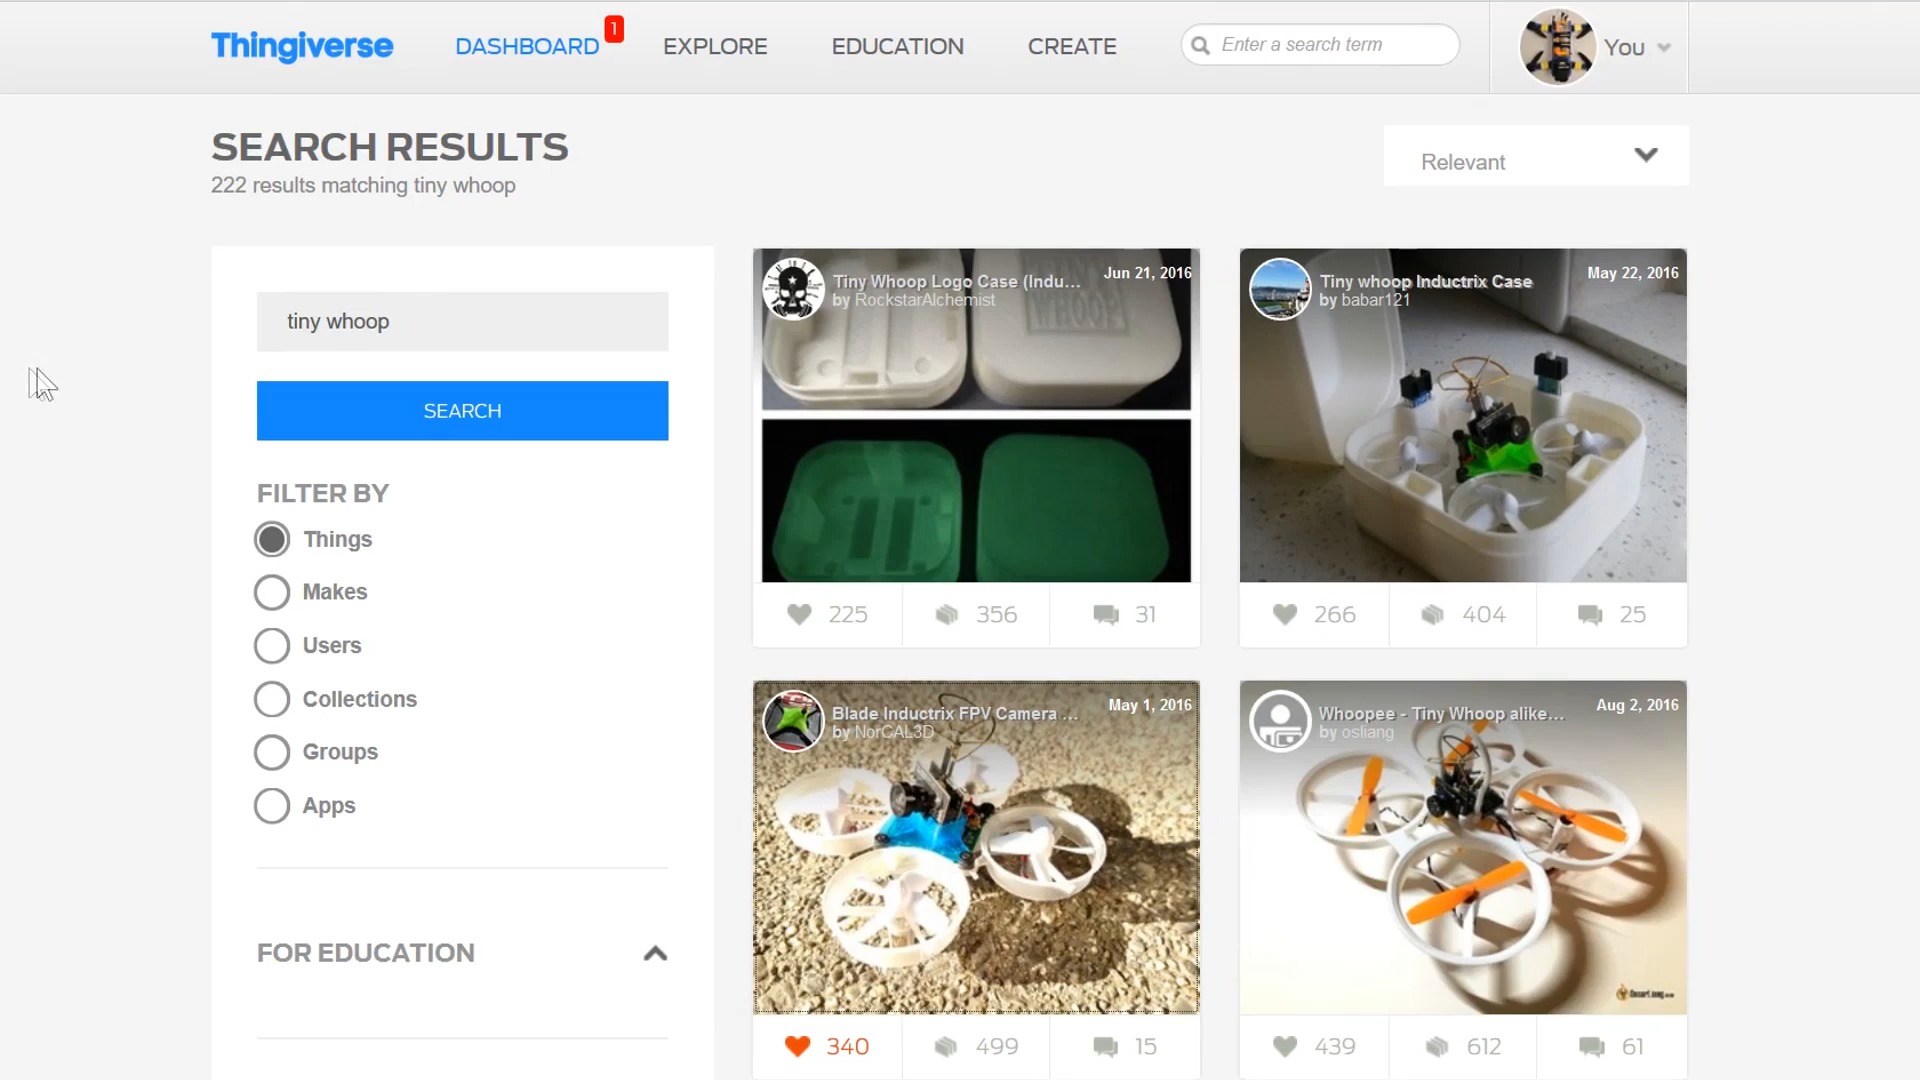 Thingiverse
DASHBOARD
1
EXPLORE
EDUCATION
CREATE
Enter a search term
You
SEARCH RESULTS
222 results matching tiny whoop
Relevant
tiny whoop
SEARCH
FILTER BY
Things
Makes
Users
Collections
Groups
Apps
FOR EDUCATION
Tiny Whoop Logo Case (Indu...
by RockstarAlchemist
Jun 21, 2016
WHOOP
225
356
31
Tiny whoop Inductrix Case
by babar121
May 22, 2016
266
404
25
Blade Inductrix FPV Camera ...
by NorCAL3D
May 1, 2016
340
499
15
Whoopee - Tiny Whoop alike...
by osliang
Aug 2, 2016
439
612
61